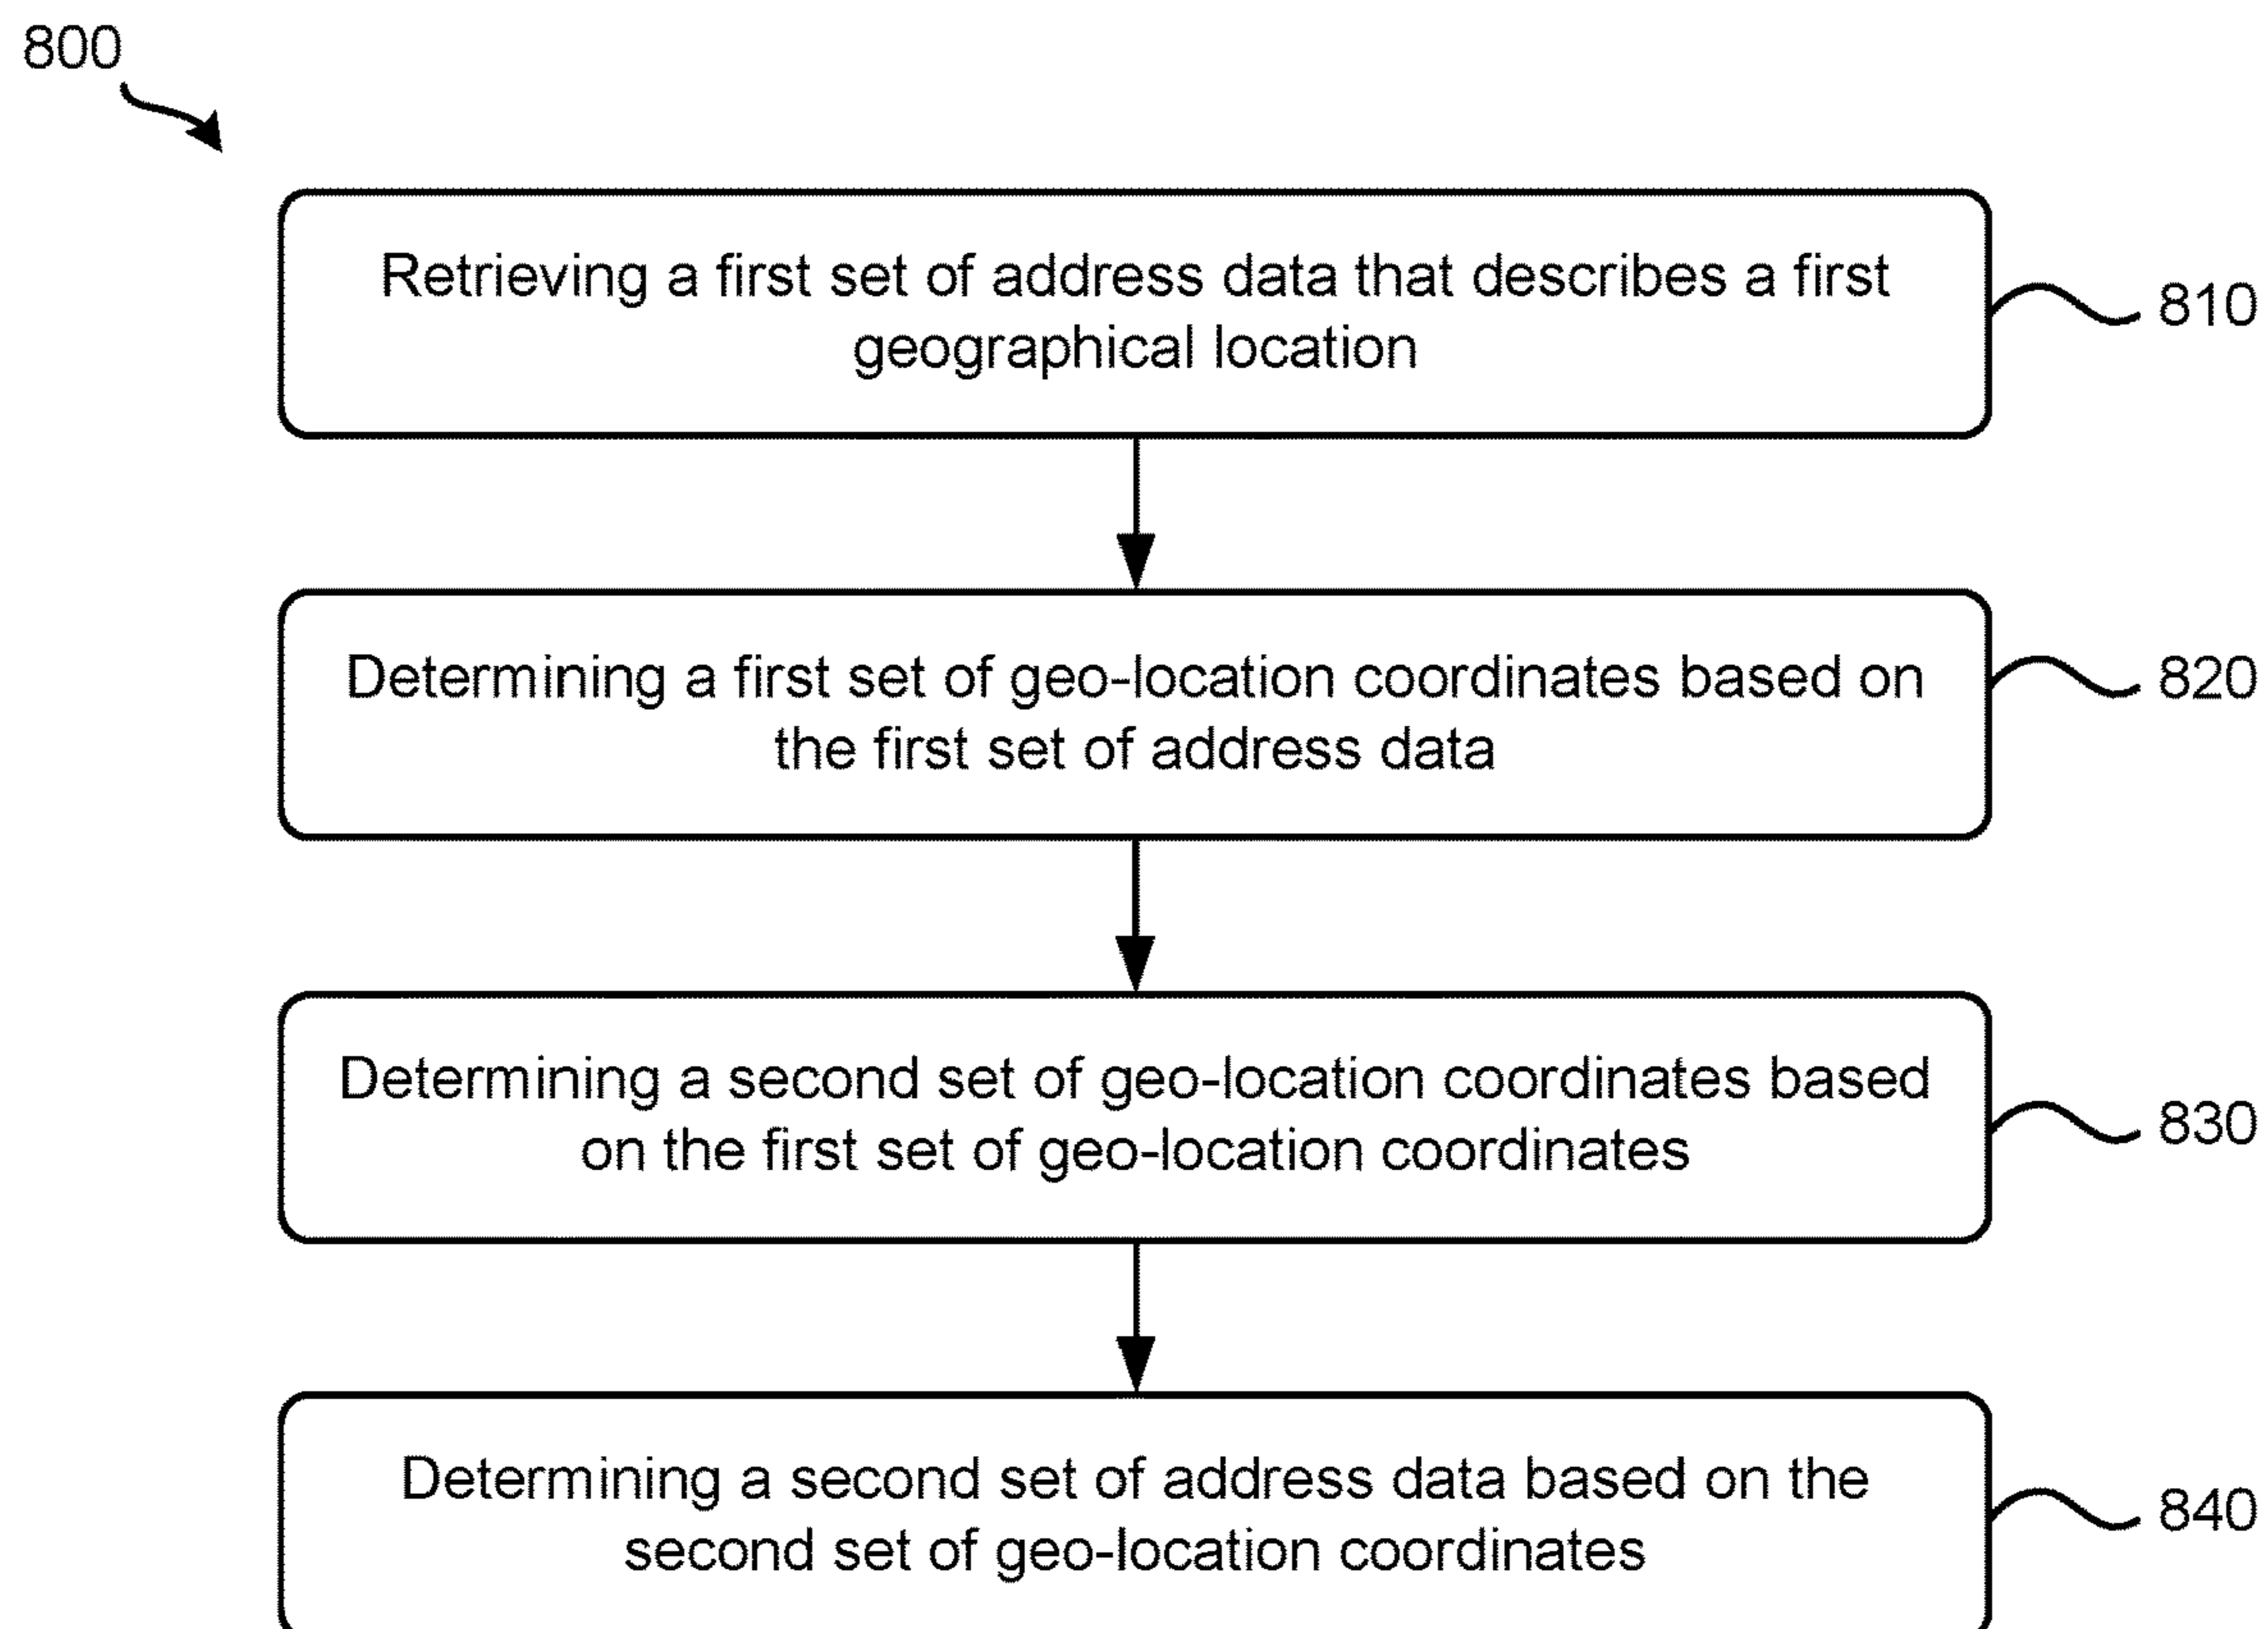 800
Retrieving a first set of address data that describes a first
geographical location
810
Determining a first set of geo-location coordinates based on
the first set of address data
820
Determining a second set of geo-location coordinates based
on the first set of geo-location coordinates
830
Determining a second set of address data based on the
second set of geo-location coordinates
840